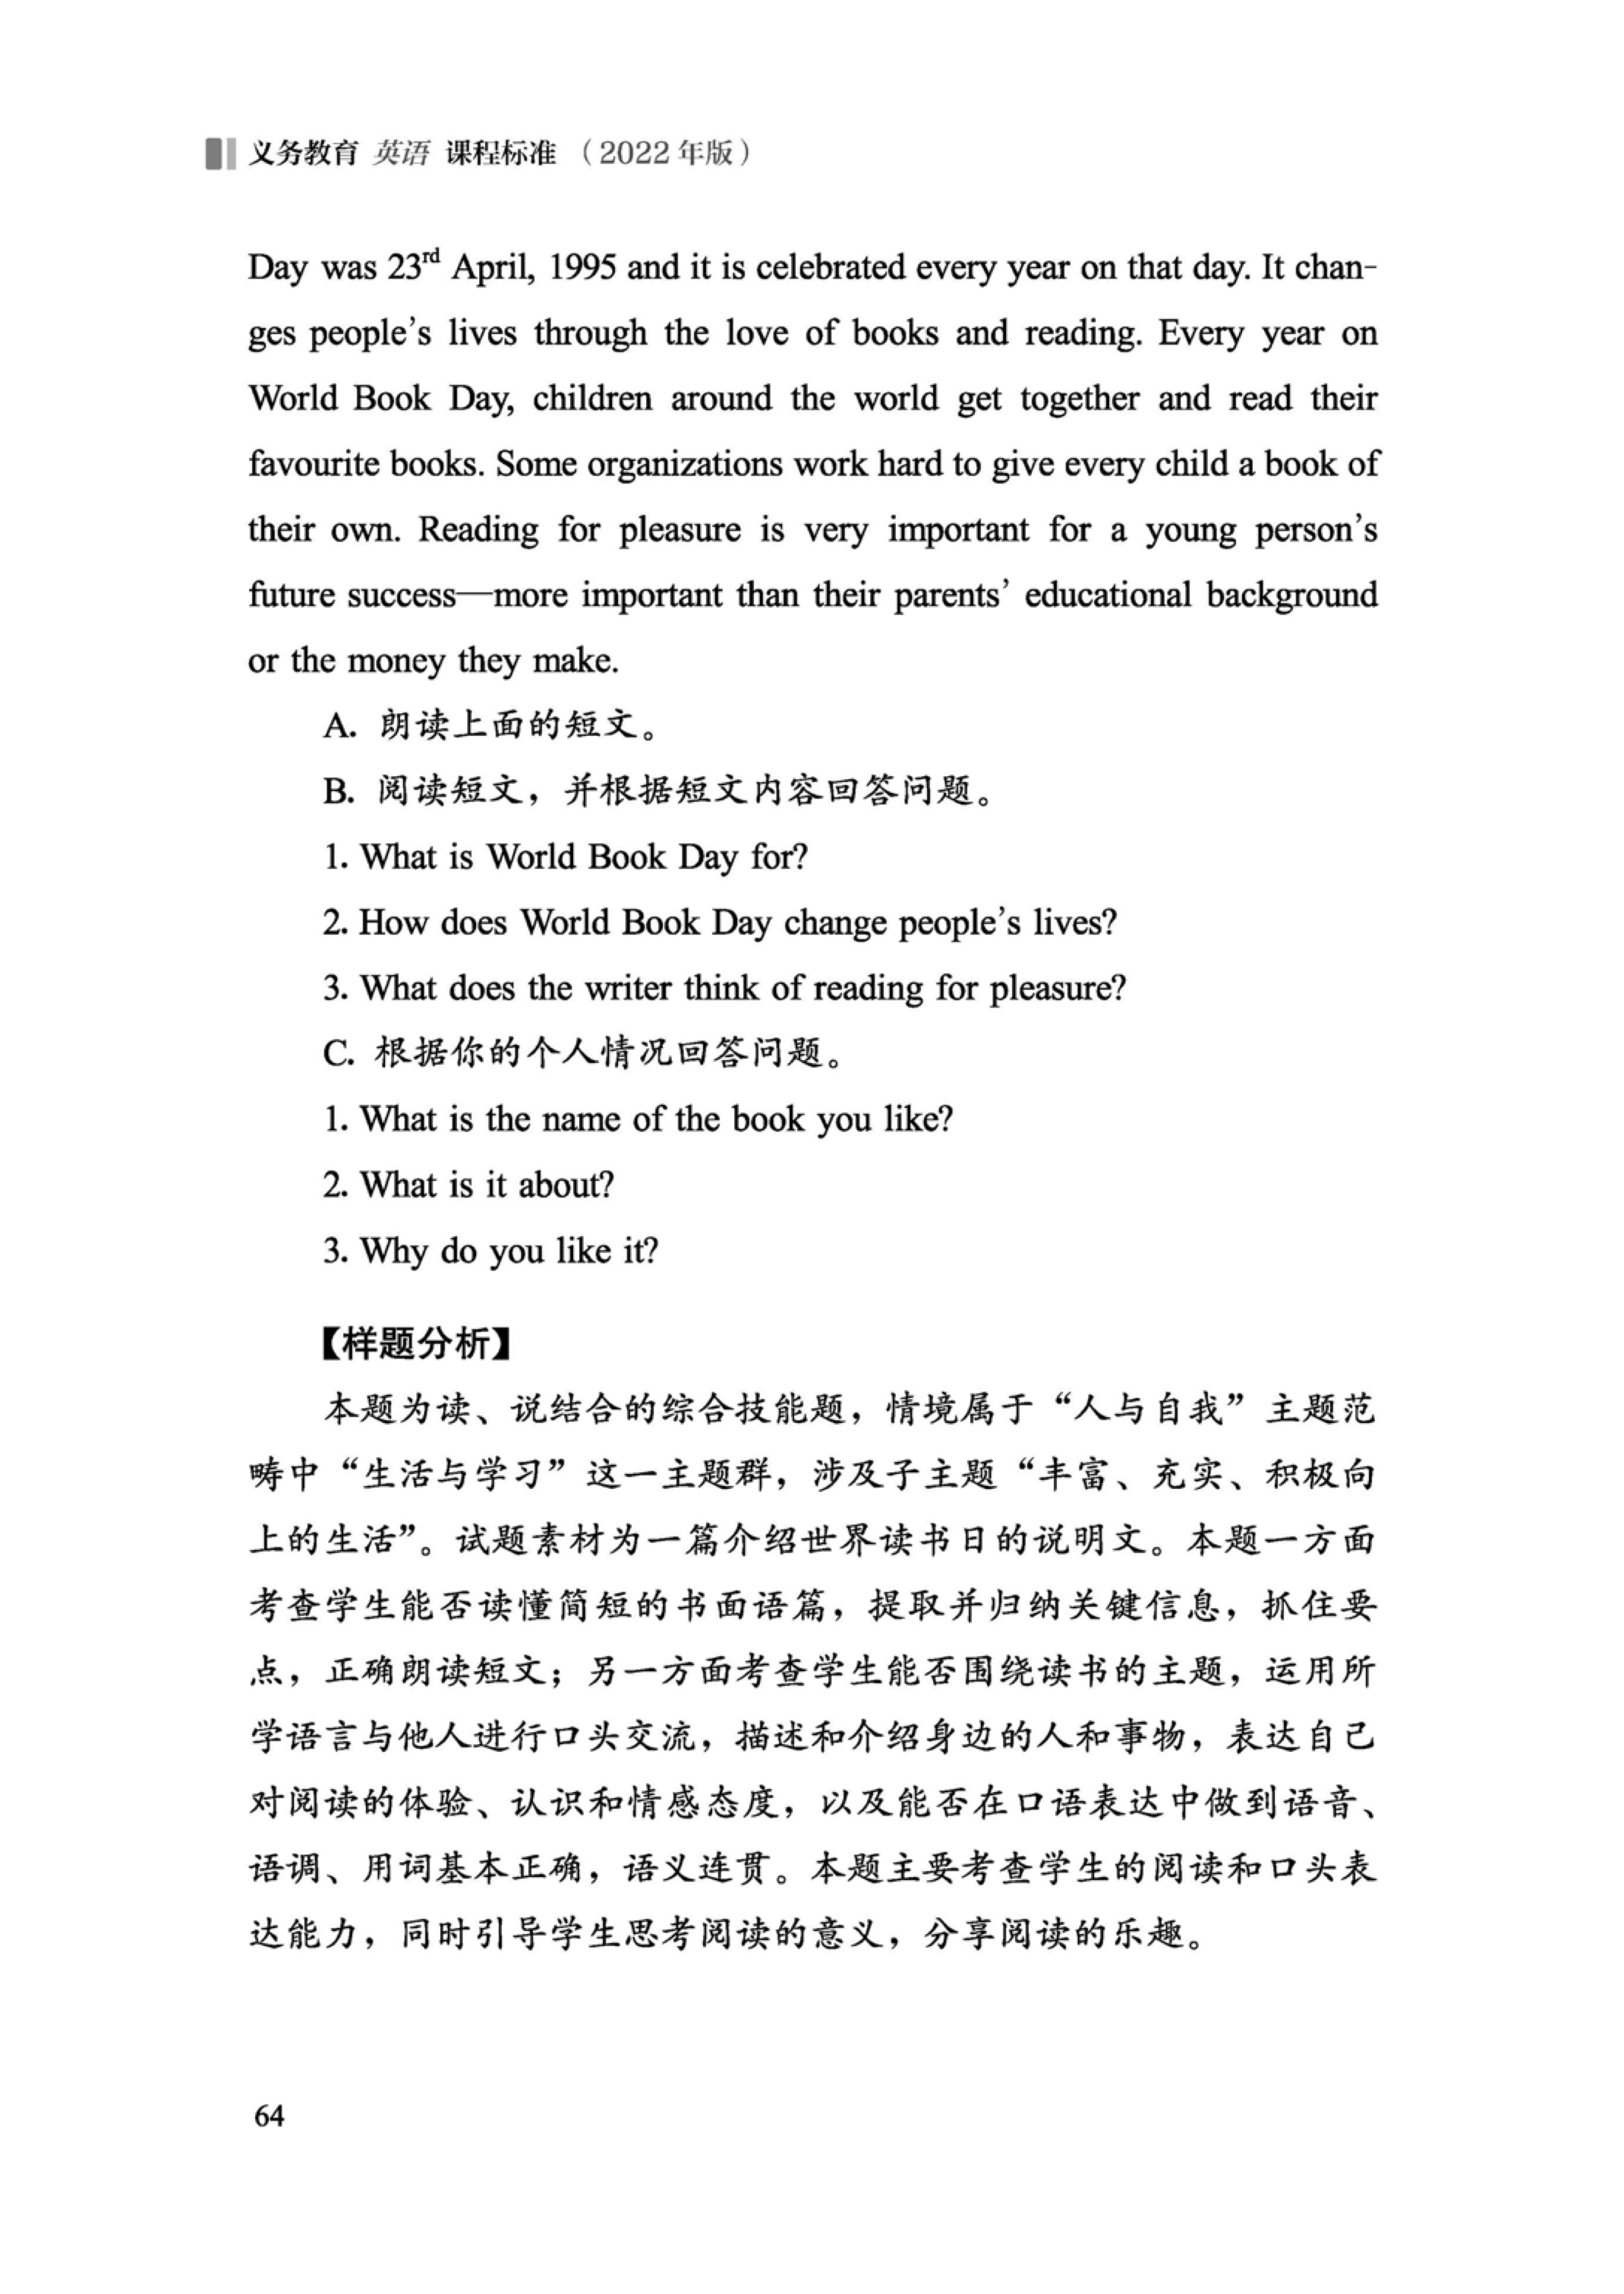 义务教育 英语 课程标准（2022 年版）
Day was 23rd April, 1995 and it is celebrated every year on that day. It chan-
ges people’s lives through the love of books and reading. Every year on
World Book Day, children around the world get together and read their
favourite books. Some organizations work hard to give every child a book of
their own. Reading for pleasure is very important for a young person’s
future success—more important than their parents’ educational background
or the money they make.
A. 朗读上面的短文。
B. 阅读短文，并根据短文内容回答问题。
1. What is World Book Day for?
2. How does World Book Day change people’s lives?
3. What does the writer think of reading for pleasure?
C. 根据你的个人情况回答问题。
1. What is the name of the book you like?
2. What is it about?
3. Why do you like it?
【样题分析】
本题为读、说结合的综合技能题，情境属于“人与自我”主题范
畴中“生活与学习”这一主题群，涉及子主题“丰富、充实、积极向
上的生活”。试题素材为一篇介绍世界读书日的说明文。本题一方面
考查学生能否读懂简短的书面语篇，提取并归纳关键信息，抓住要
点，正确朗读短文；另一方面考查学生能否围绕读书的主题，运用所
学语言与他人进行口头交流，描述和介绍身边的人和事物，表达自己
对阅读的体验、认识和情感态度，以及能否在口语表达中做到语音、
语调、用词基本正确，语义连贯。本题主要考查学生的阅读和口头表
达能力，同时引导学生思考阅读的意义，分享阅读的乐趣。
64